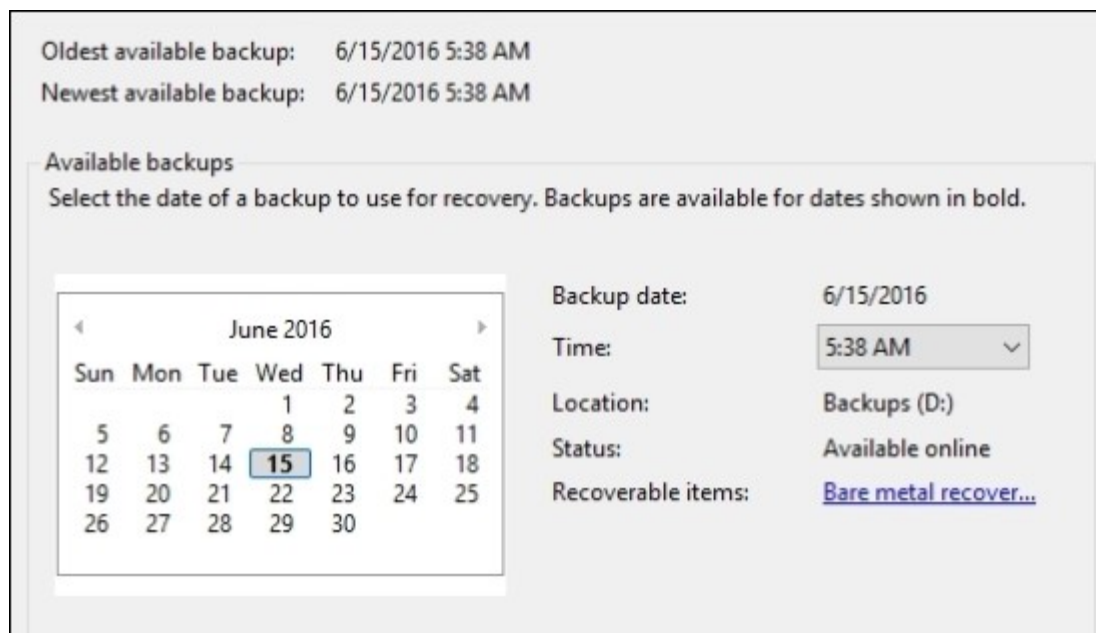 Oldest available backup: 6/15/2016 5:38 AM
Newest available backup: 6/15/2016 5:38 AM
Available backups
Select the date of a backup to use for recovery. Backups are available for dates shown in bold.
June 2016
Sun Mon Tue Wed Thu Fri Sat
1 2 3 4
5 6 7 8 9 10 11
12 13 14 15 16 17 18
19 20 21 22 23 24 25
26 27 28 29 30
Backup date: 6/15/2016
Time: 5:38 AM
Location: Backups (D:)
Status: Available online
Recoverable items: Bare metal recover...